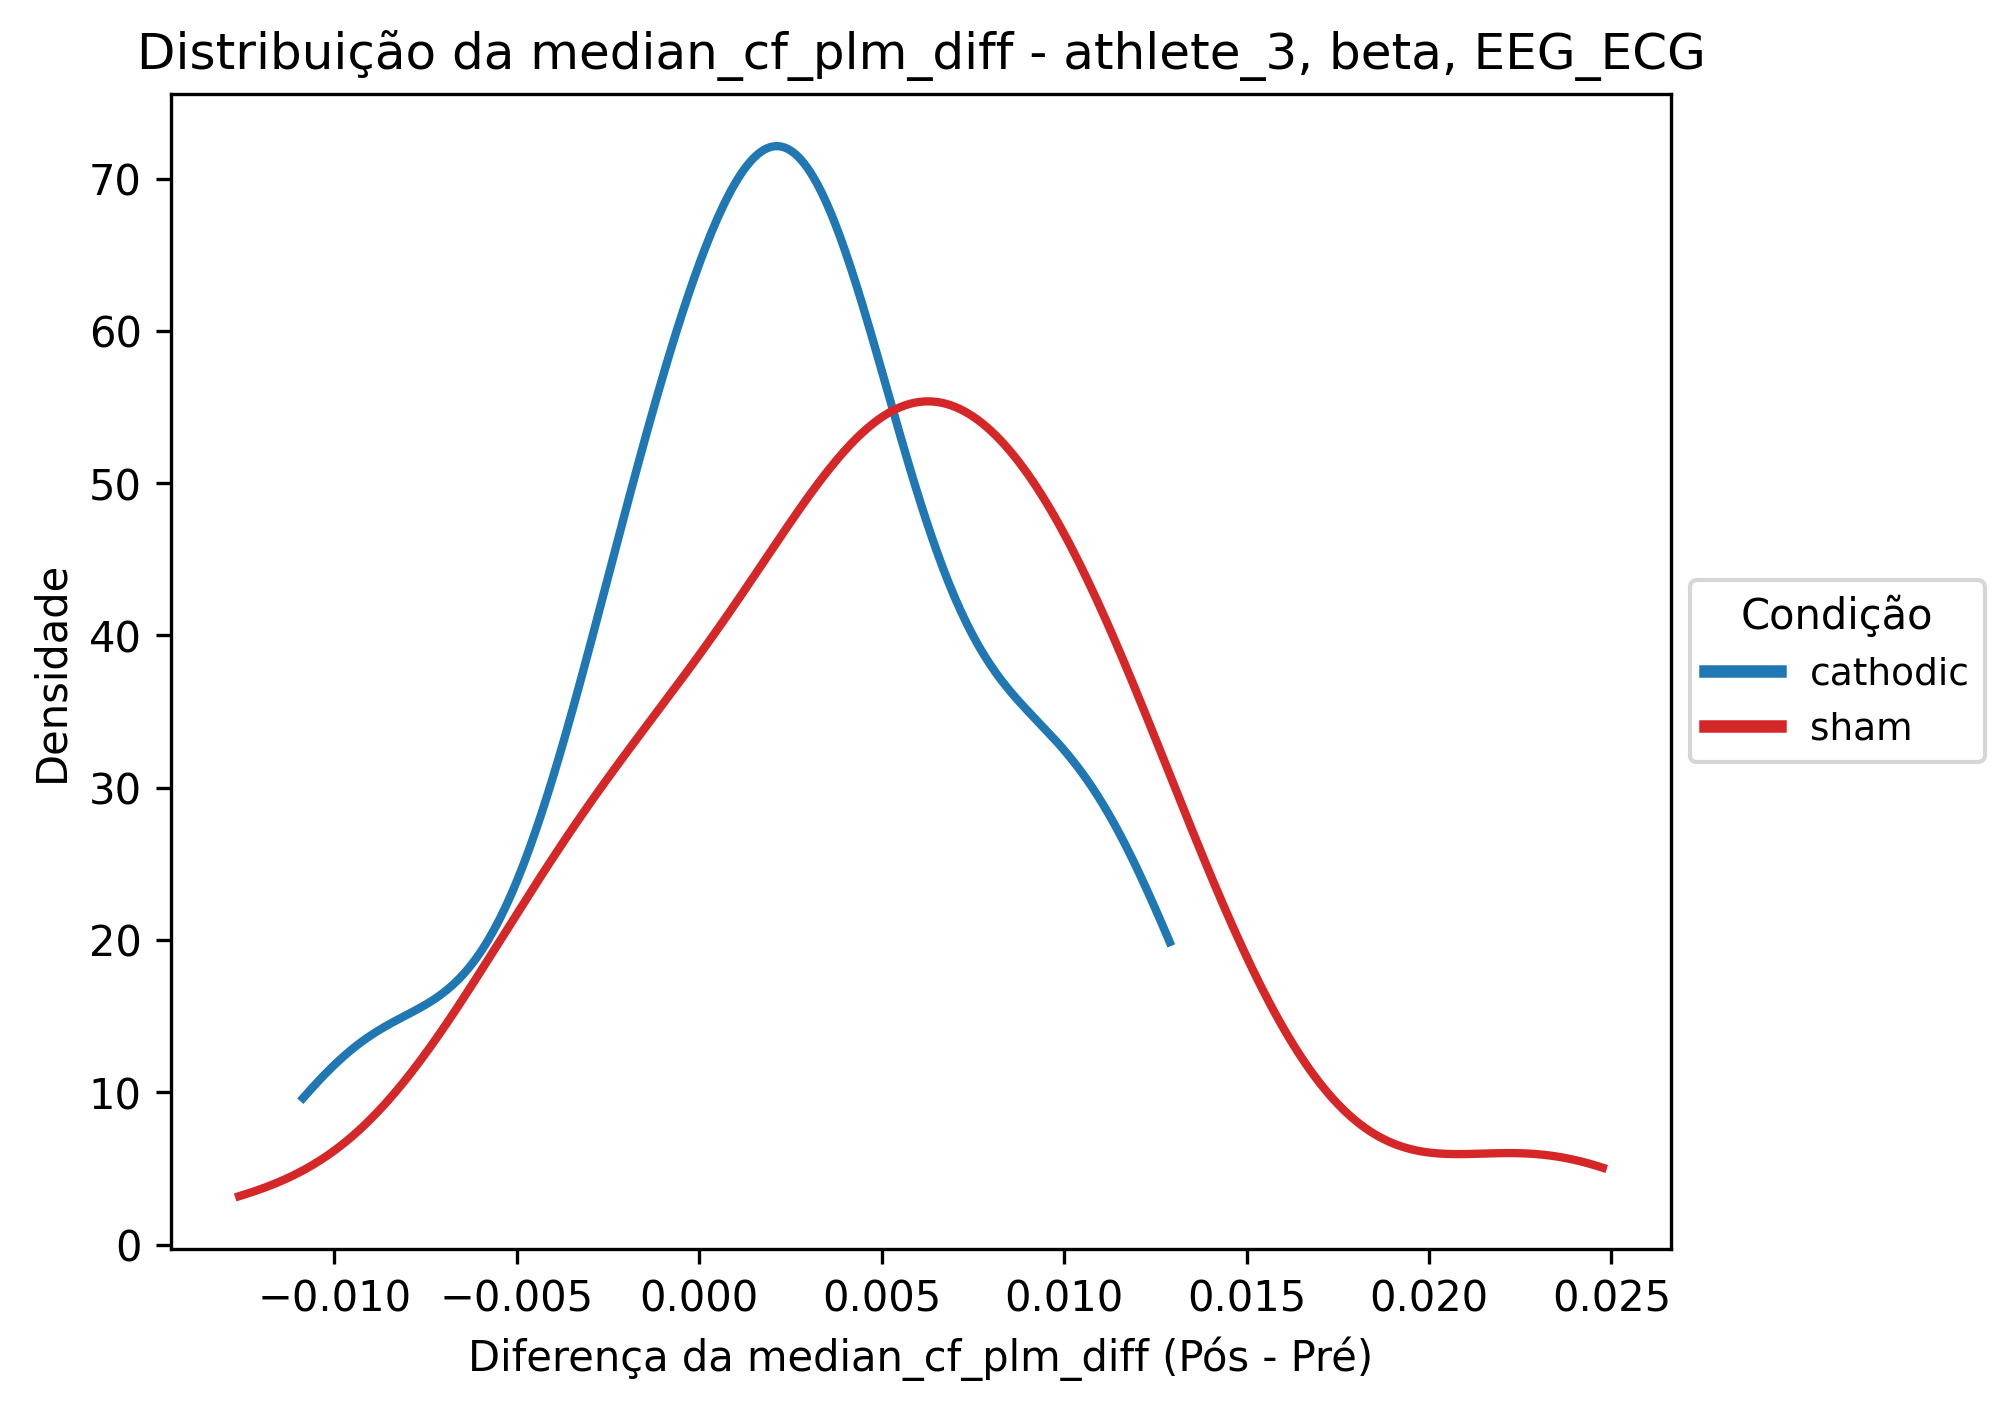 Distribuição da median_cf_plm_diff - athlete_3, beta, EEG_ECG
Densidade
70
60
50
40
30
20
10
0
−0.010 −0.005 0.000 0.005 0.010 0.015 0.020 0.025
Diferença da median_cf_plm_diff (Pós - Pré)
Condição
cathodic
sham